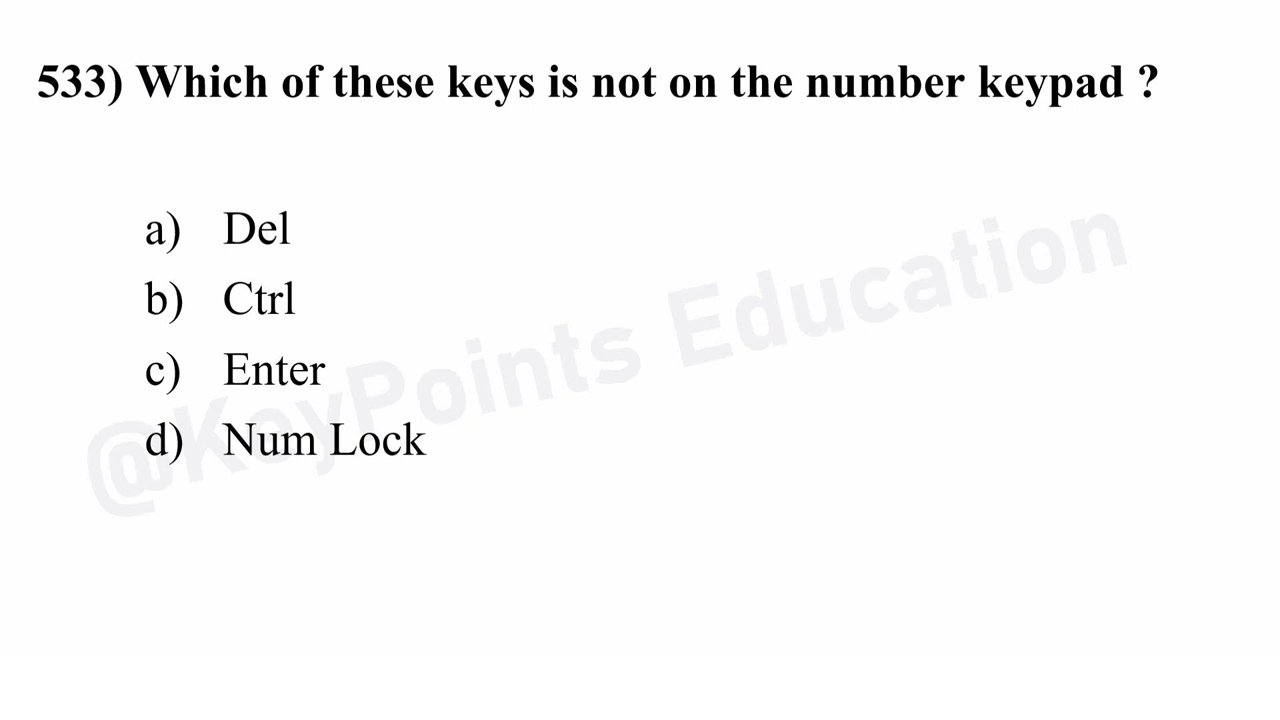 533) Which of these keys is not on the number keypad ?
a) Del
b) Ctrl
c) Enter
d) Num Lock
@KeyPoints Education